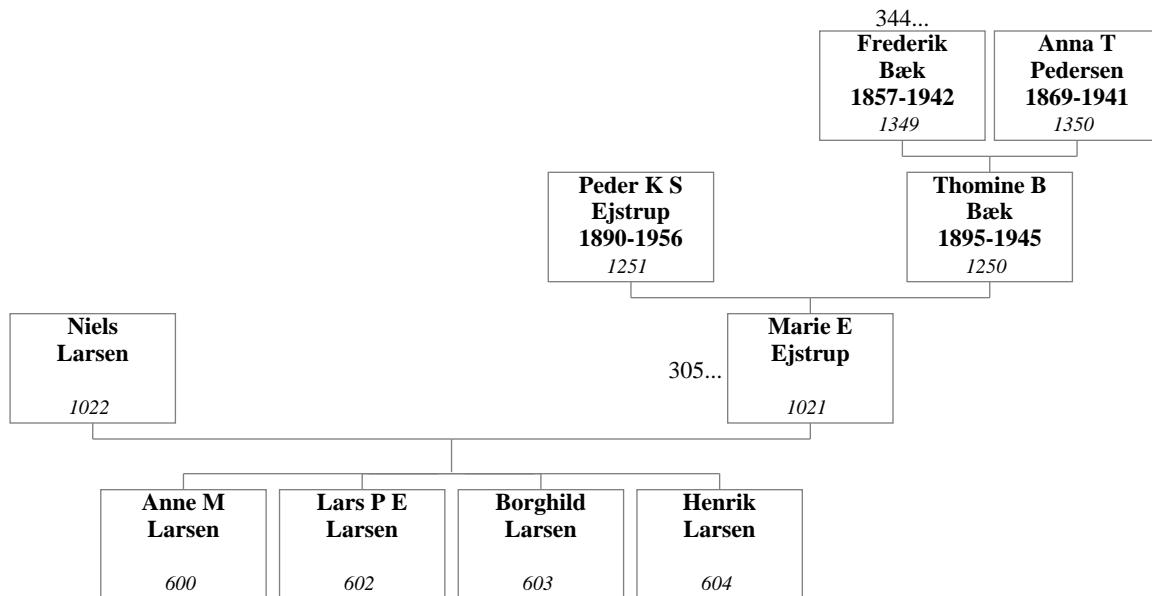 344...
Frederik
Bæk
1857-1942
1349
Anna T
Pedersen
1869-1941
1350
Peder K S
Ejstrup
1890-1956
1251
Thomine B
Bæk
1895-1945
1250
Niels
Larsen
1022
305...
Marie E
Ejstrup
1021
Anne M
Larsen
600
Lars P E
Larsen
602
Borghild
Larsen
603
Henrik
Larsen
604